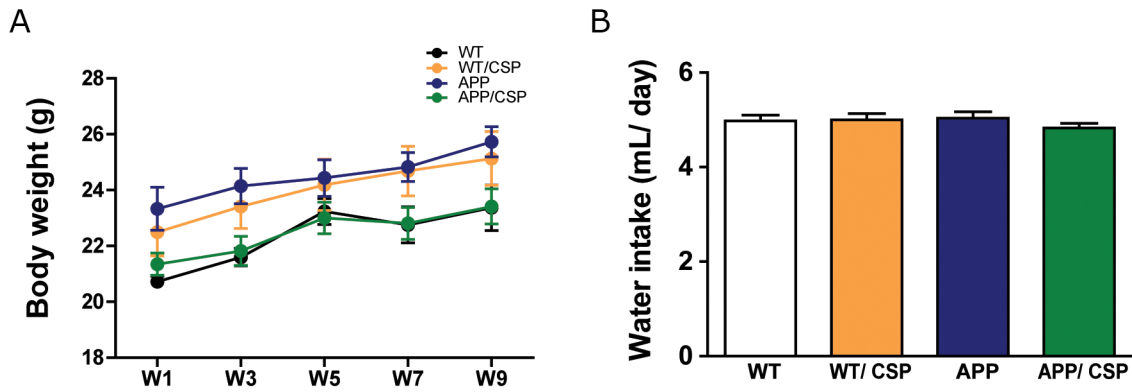 A
WT
WT/CSP
APP
APP/CSP
Body weight (g)
28
26
24
22
20
18
W1 W3 W5 W7 W9
B
Water intake (mL/ day)
6
4
2
0
WT WT/ CSP APP APP/ CSP